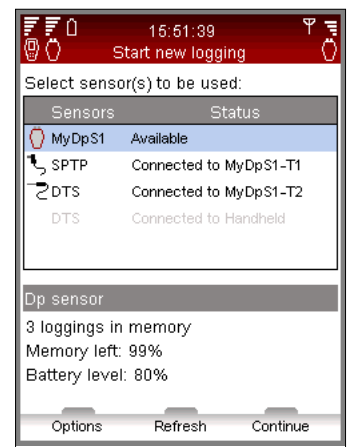 15:51:39
Start new logging
Select sensor(s) to be used:
Sensors Status
MyDpS1 Available
SPTP Connected to MyDpS1-T1
DTS Connected to MyDpS1-T2
DTS Connected to Handheld
Dp sensor
3 loggings in memory
Memory left: 99%
Battery level: 80%
Options Refresh Continue